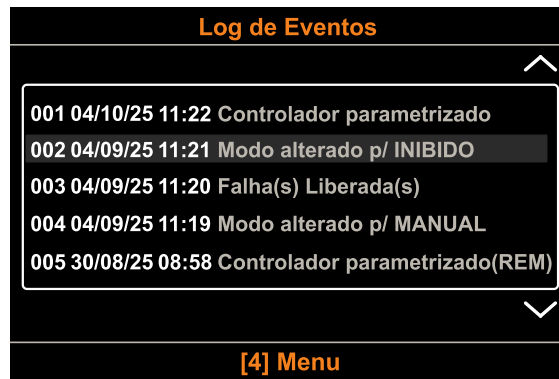 Log de Eventos
001 04/10/25 11:22 Controlador parametrizado
002 04/09/25 11:21 Modo alterado p/ INIBIDO
003 04/09/25 11:20 Falha(s) Liberada(s)
004 04/09/25 11:19 Modo alterado p/ MANUAL
005 30/08/25 08:58 Controlador parametrizado(REM)
[4] Menu